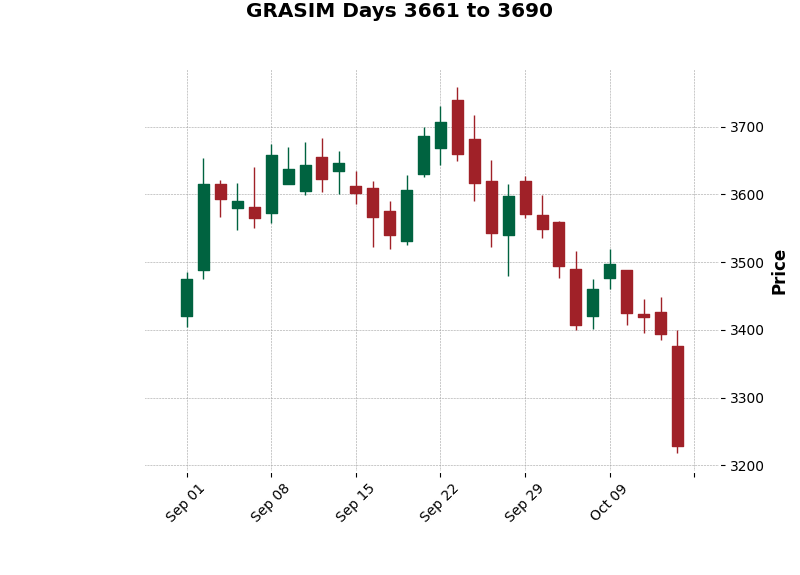 GRASIM Days 3661 to 3690
3700
3600
3500
3400
3300
3200
Price
Sep 01
Sep 08
Sep 15
Sep 22
Sep 29
Oct 09